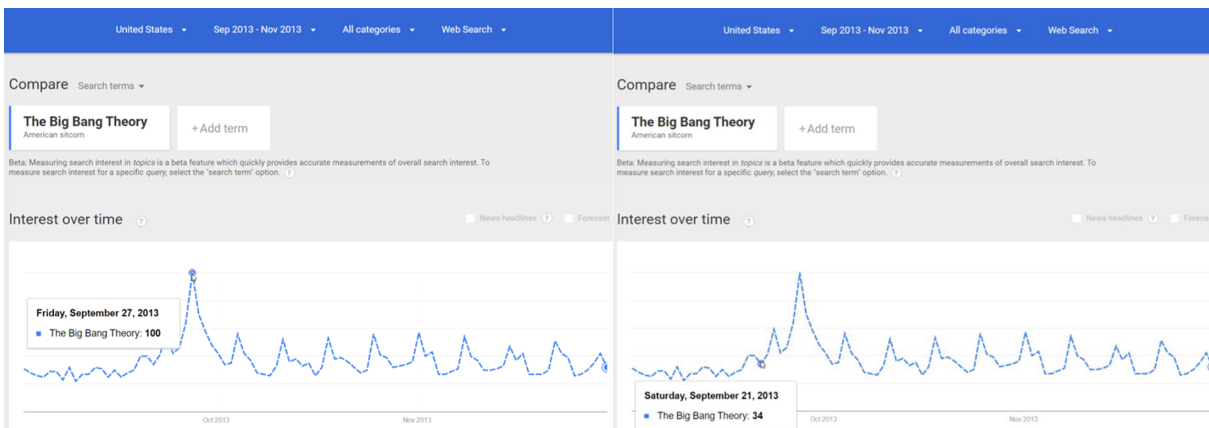 United States Sep 2013 - Nov 2013 All categories Web Search
Compare Search terms
The Big Bang Theory
American sitcom
+Add term
Beta: Measuring search interest in topics is a beta feature which quickly provides accurate measurements of overall search interest. To
measure search interest for a specific query, select the 'search term' option. ?
Interest over time ? News headlines ? Forecast
Friday, September 27, 2013
The Big Bang Theory: 100
Oct 2013 Nov 2013
United States Sep 2013 - Nov 2013 All categories Web Search
Compare Search terms
The Big Bang Theory
American sitcom
+Add term
Beta: Measuring search interest in topics is a beta feature which quickly provides accurate measurements of overall search interest. To
measure search interest for a specific query, select the 'search term' option. ?
Interest over time ? News headlines ? Foreca
Saturday, September 21, 2013
The Big Bang Theory: 34
Oct 2013 Nov 2013